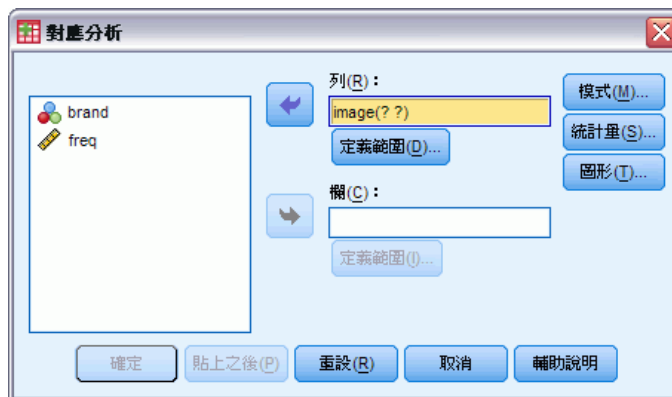 對應分析
列(R)：
image(? ?)
定義範圍(D)...
欄(C)：
定義範圍(I)...
brand
freq
模式(M)...
統計量(S)...
圖形(T)...
確定
貼上之後(P)
重設(R)
取消
輔助說明